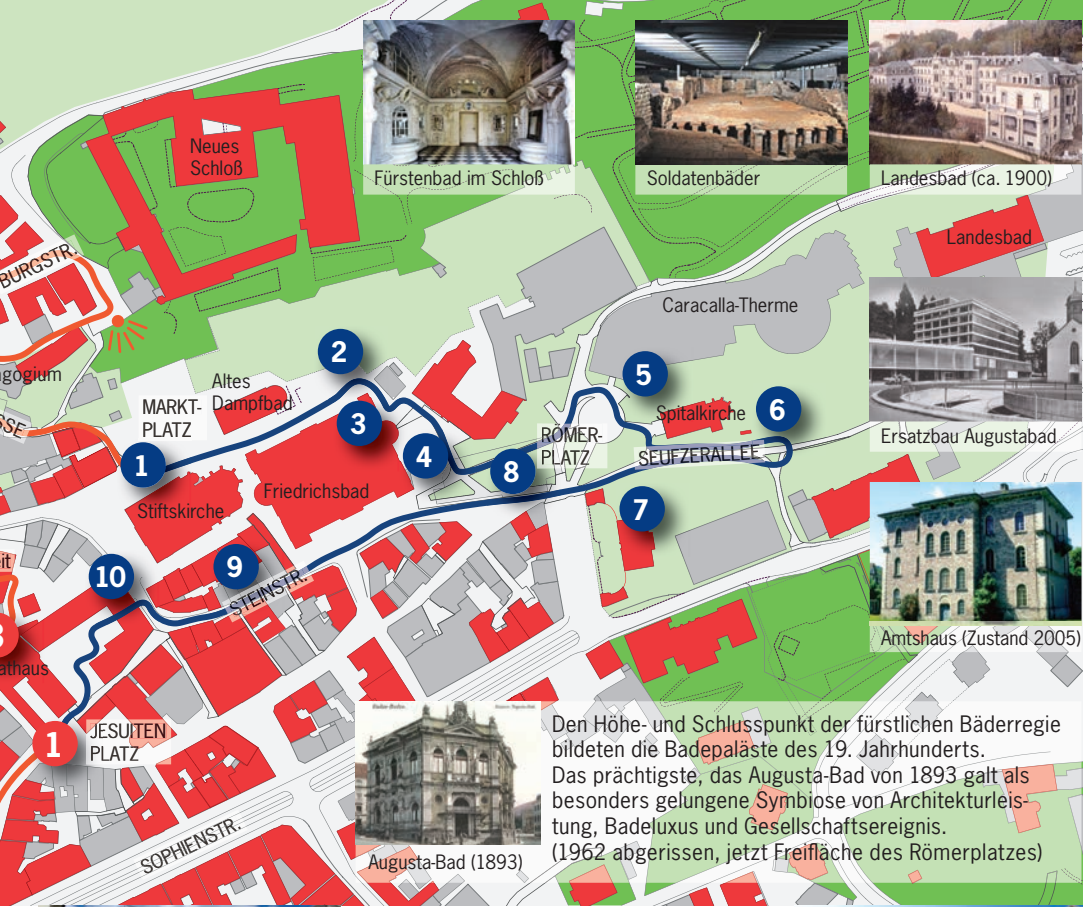 Fürstenbad im Schloß
Soldatenbäder
Landesbad (ca. 1900)
Neues
Schloß
Landesbad
BURGSTR.
Caracalla-Therme
2
5
Altes
Dampfbad
MARKT-
PLATZ
Spitalkirche
6
3
Ersatzbau Augustabad
RÖMER-
PLATZ
4
1
8
SEUFZERALLEE
Friedrichsbad
Stiftskirche
7
10
9
STEINSTR.
Amtshaus (Zustand 2005)
athaus
1
JESUITEN
PLATZ
SOPHIENSTR.
Augusta-Bad (1893)
Den Höhe- und Schlusspunkt der fürstlichen Bäderregie
bildeten die Badepaläste des 19. Jahrhunderts.
Das prächtigste, das Augusta-Bad von 1893 galt als
besonders gelungene Symbiose von Architekturleis-
tung, Badeluxus und Gesellschaftsereignis.
(1962 abgerissen, jetzt Freifläche des Römerplatzes)